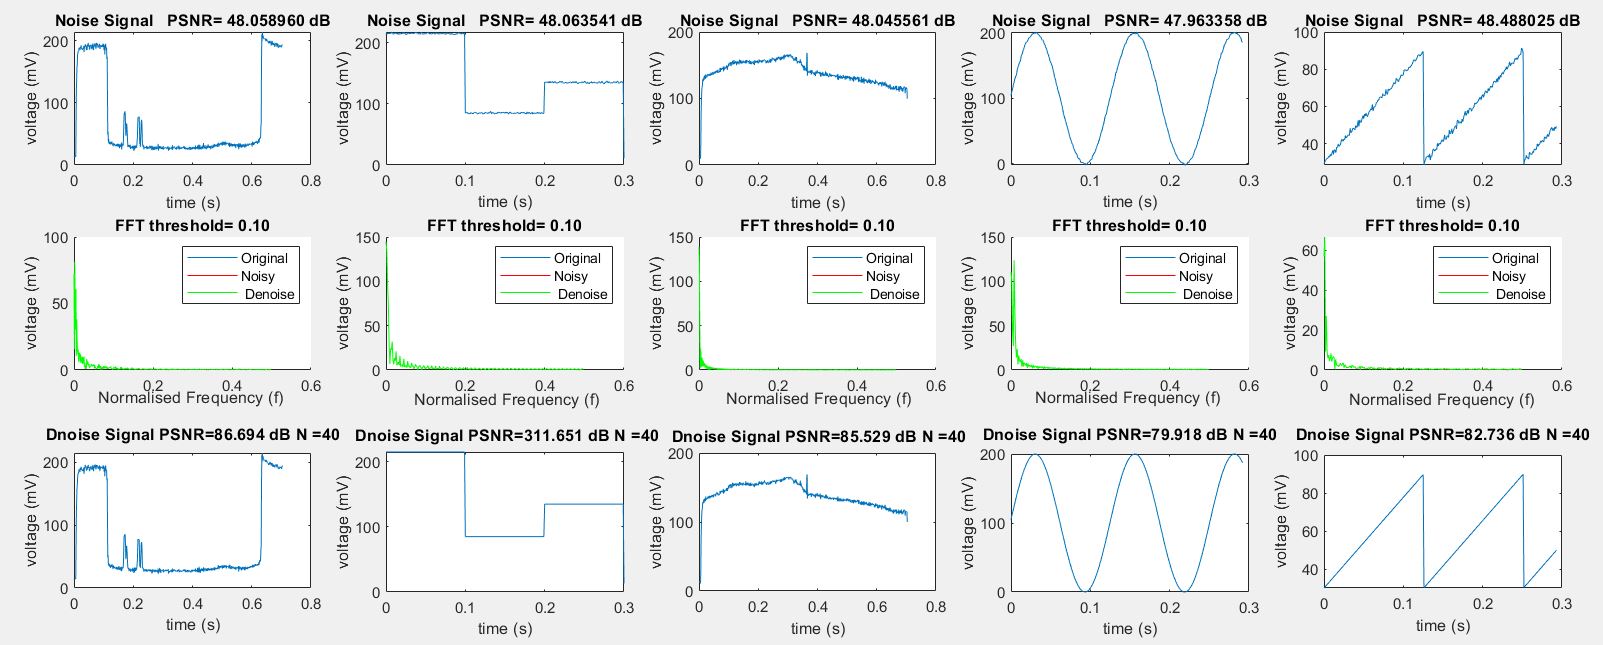 Noise Signal PSNR= 48.058960 dB
200
100
0
0 0.2 0.4 0.6 0.8
voltage (mV)
time (s)
Noise Signal PSNR= 48.063541 dB
200
100
0
0 0.1 0.2 0.3
voltage (mV)
time (s)
Noise Signal PSNR= 48.045561 dB
200
100
0
0 0.2 0.4 0.6 0.8
voltage (mV)
time (s)
Noise Signal PSNR= 47.963358 dB
200
150
100
50
0
0 0.1 0.2 0.3
voltage (mV)
time (s)
Noise Signal PSNR= 48.488025 dB
100
80
60
40
0 0.1 0.2 0.3
voltage (mV)
time (s)
FFT threshold= 0.10
100
50
0
0 0.2 0.4 0.6
voltage (mV)
Normalised Frequency (f)
Original
Noisy
Denoise
FFT threshold= 0.10
150
100
50
0
0 0.2 0.4 0.6
voltage (mV)
Normalised Frequency (f)
Original
Noisy
Denoise
FFT threshold= 0.10
150
100
50
0
0 0.2 0.4 0.6
voltage (mV)
Normalised Frequency (f)
Original
Noisy
Denoise
FFT threshold= 0.10
150
100
50
0
0 0.2 0.4 0.6
voltage (mV)
Normalised Frequency (f)
Original
Noisy
Denoise
FFT threshold= 0.10
60
40
20
0
0 0.2 0.4 0.6
voltage (mV)
Normalised Frequency (f)
Original
Noisy
Denoise
Dnoise Signal PSNR=86.694 dB N =40
200
100
0
0 0.2 0.4 0.6 0.8
voltage (mV)
time (s)
Dnoise Signal PSNR=311.651 dB N =40
200
100
0
0 0.1 0.2 0.3
voltage (mV)
time (s)
Dnoise Signal PSNR=85.529 dB N =40
200
100
0
0 0.2 0.4 0.6 0.8
voltage (mV)
time (s)
Dnoise Signal PSNR=79.918 dB N =40
200
150
100
50
0
0 0.1 0.2 0.3
voltage (mV)
time (s)
Dnoise Signal PSNR=82.736 dB N =40
100
80
60
40
0 0.1 0.2 0.3
voltage (mV)
time (s)